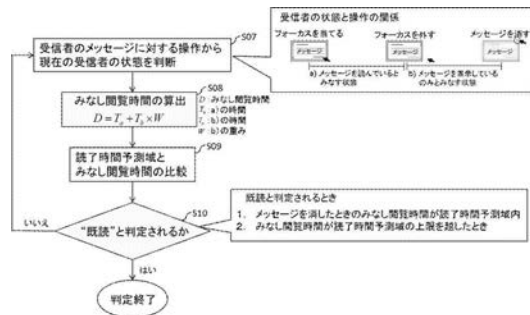 受信者の状態と操作の関係
フォーカスを当てる フォーカスを外す メッセージを消す
メッセージ メッセージ メッセージ
a)メッセージを読んでいるとみなす状態
b)メッセージを表示しているのみとみなす状態
S07
受信者のメッセージに対する操作から
現在の受信者の状態を判断
S08
みなし閲覧時間の算出
D = Ta + Tb × W
D:みなし閲覧時間
:a)の時間
:b)の時間
W:b)の重み
S09
読了時間予測域と
みなし閲覧時間の比較
S10
"既読"と判定されるか
いいえ
はい
判定終了
既読と判定されるとき
1. メッセージを消したときのみなし閲覧時間が読了時間予測域内
2. みなし閲覧時間が読了時間予測域の上限を越したとき